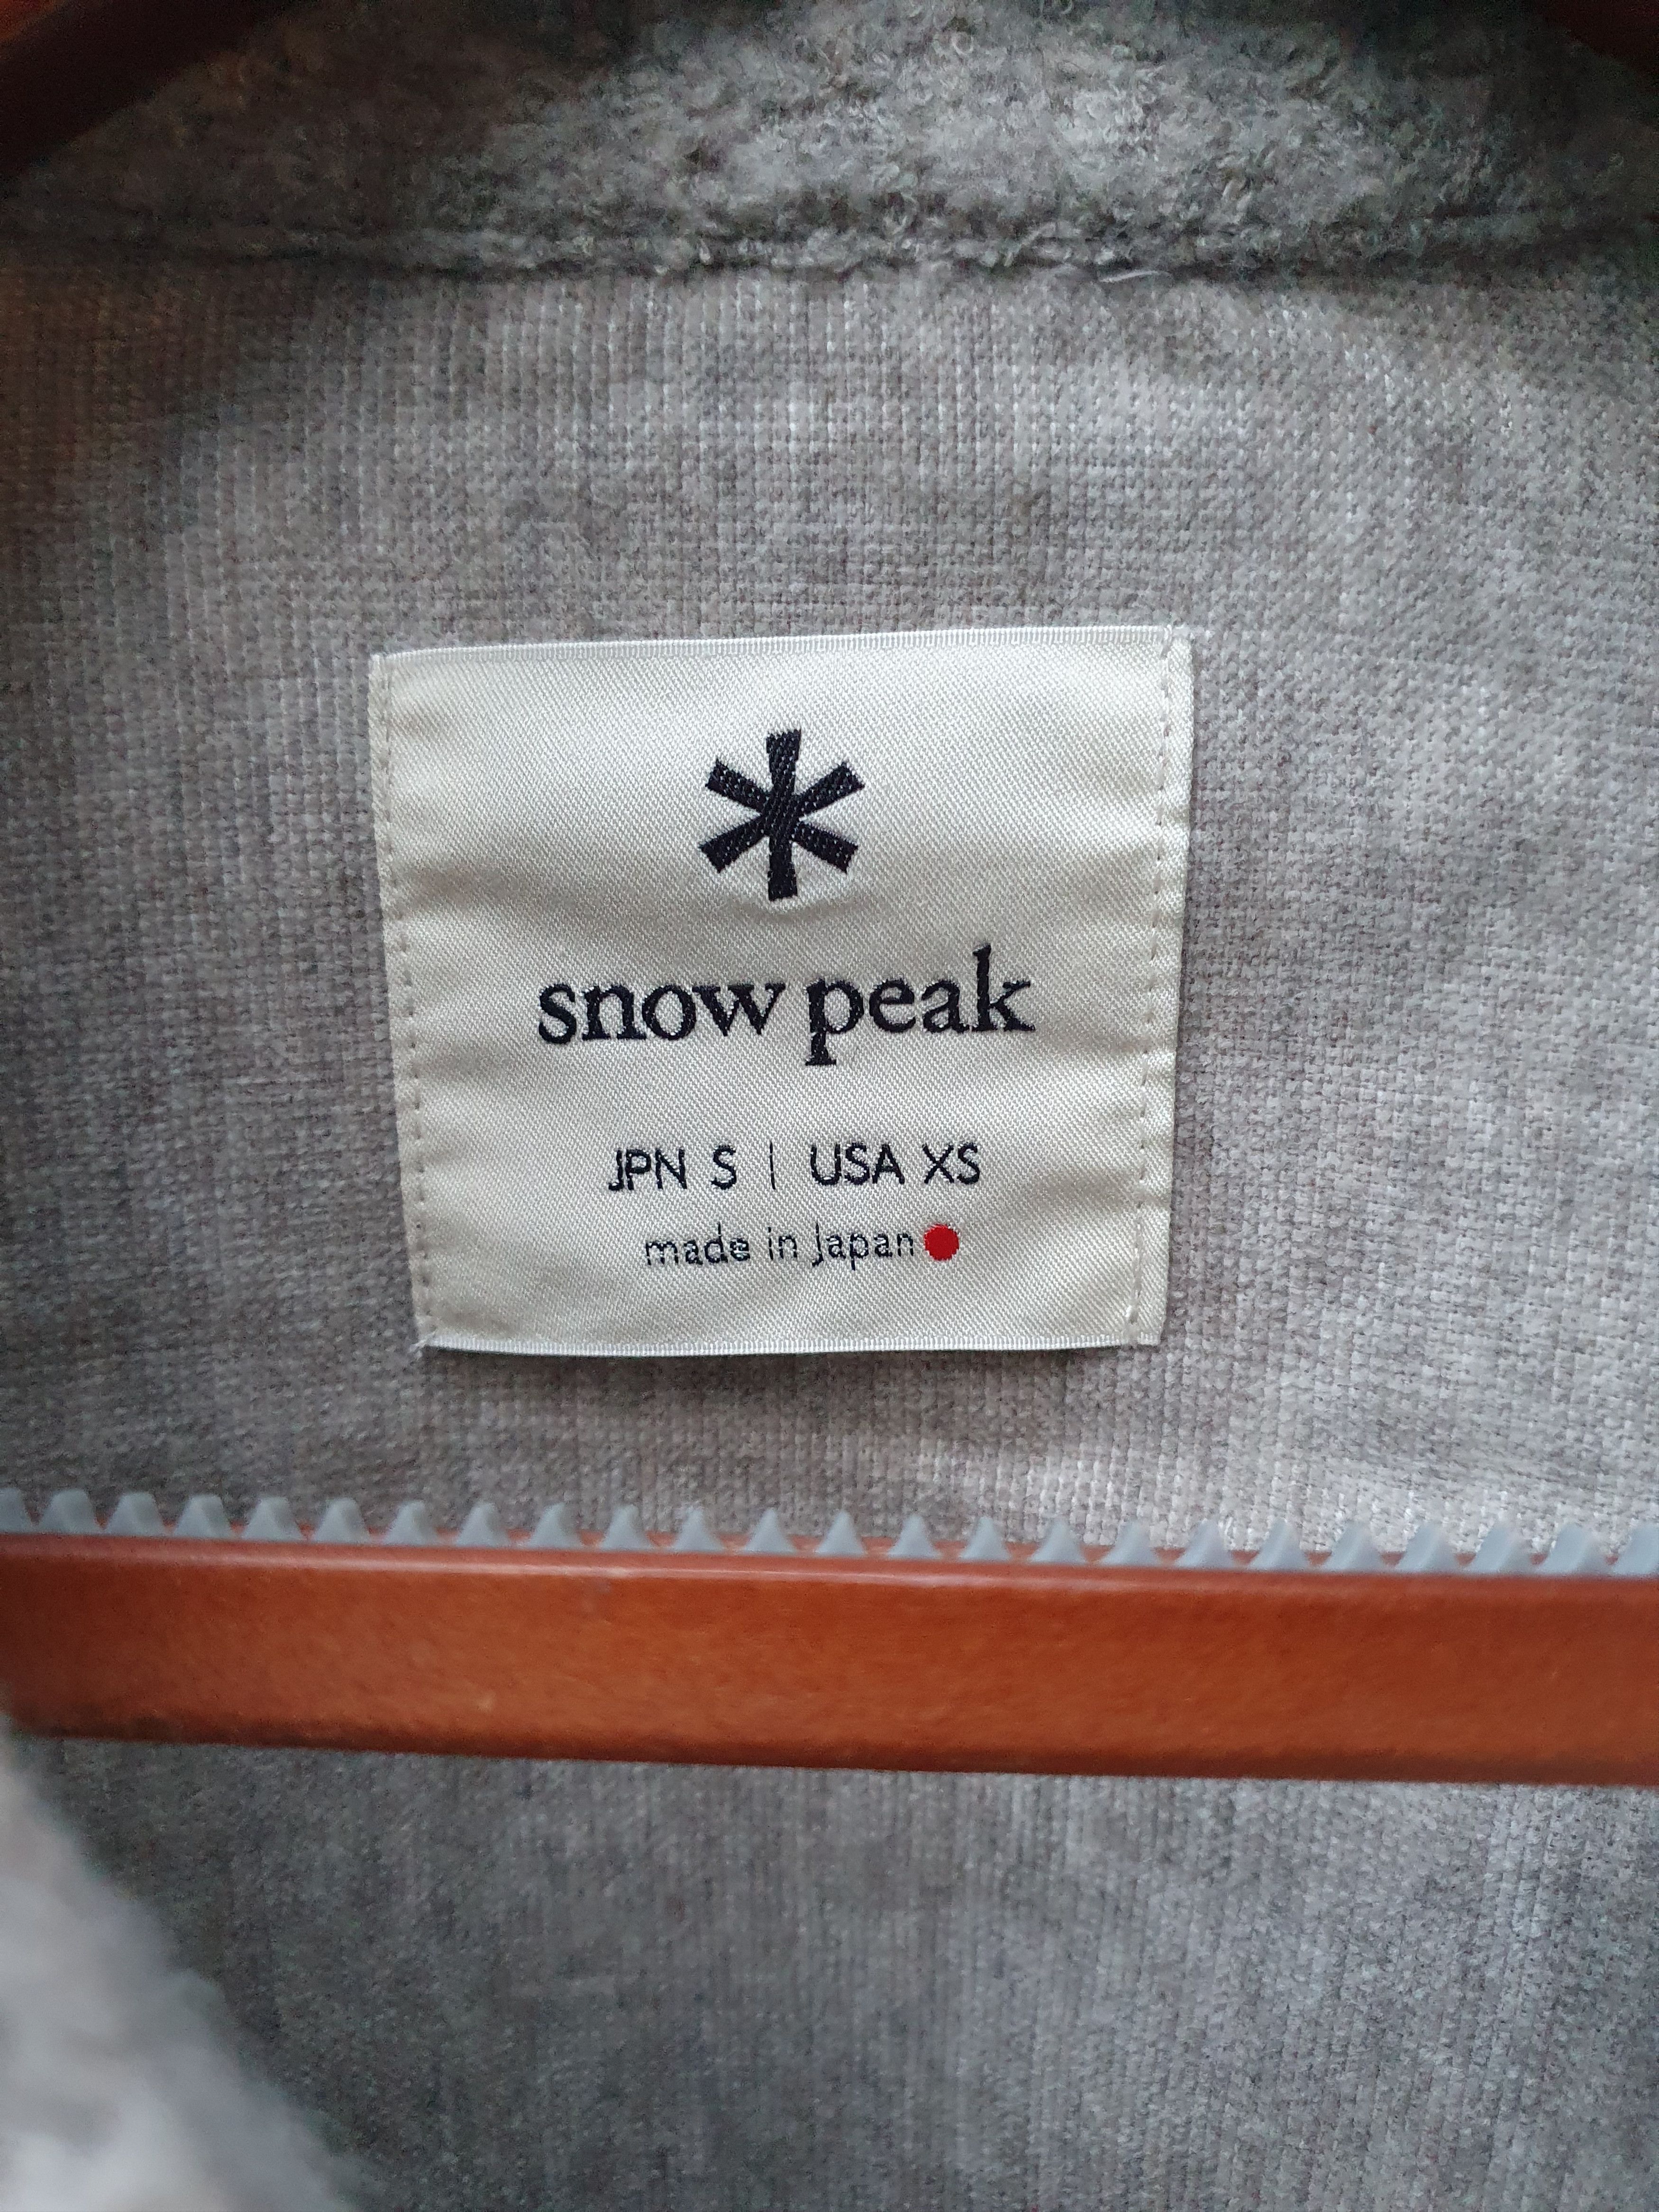 snow peak
JPN S | USA XS
made in Japan